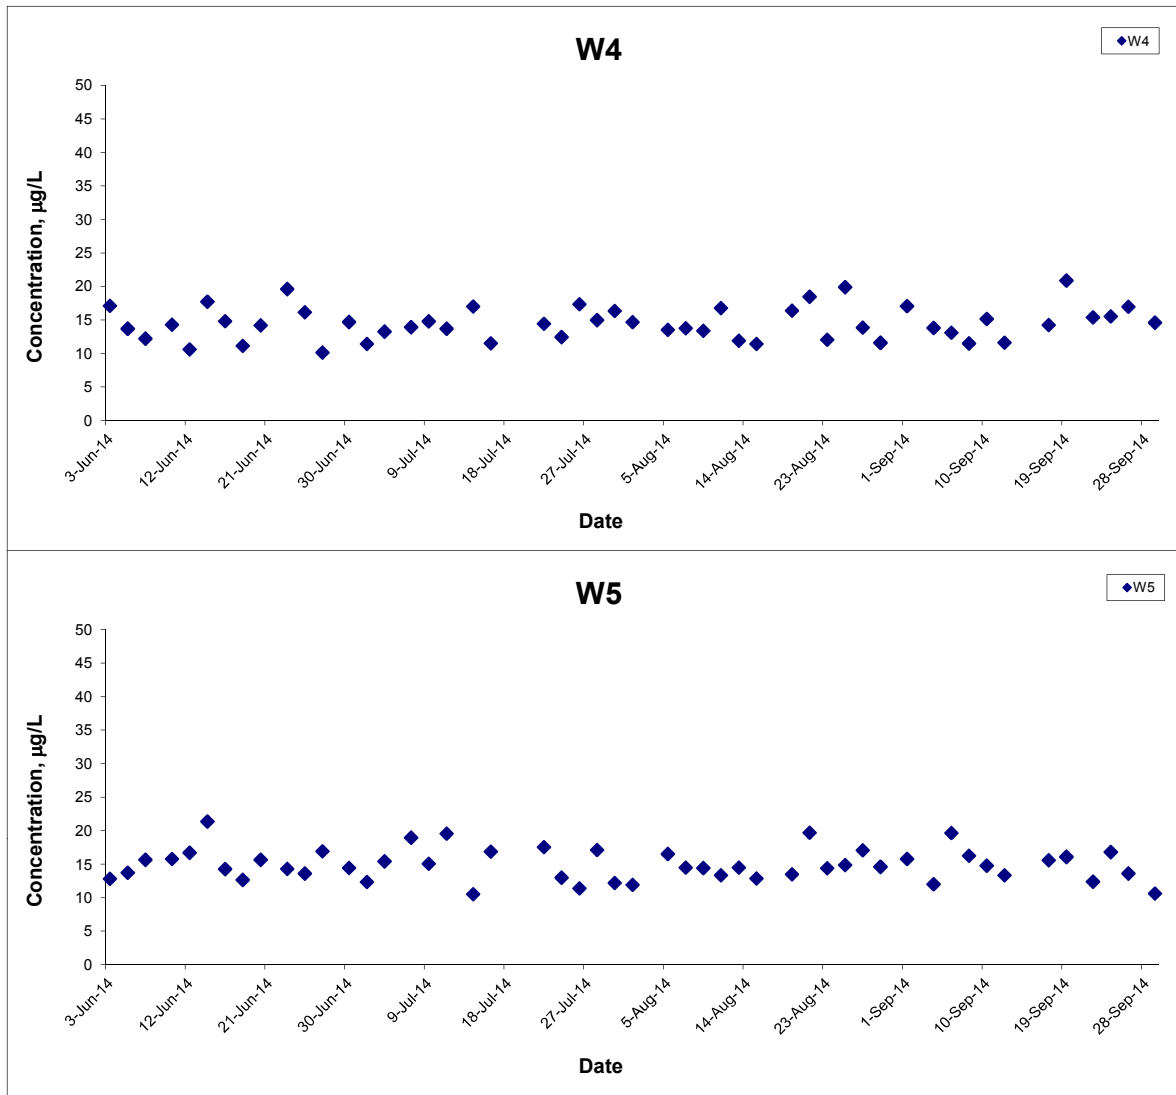 W4
W4
50
45
40
35
30
25
20
15
10
5
0
Concentration, µg/L
3-Jun-14 12-Jun-14 21-Jun-14 30-Jun-14 9-Jul-14 18-Jul-14 27-Jul-14 5-Aug-14 14-Aug-14 23-Aug-14 1-Sep-14 10-Sep-14 19-Sep-14 28-Sep-14
Date
W5
W5
50
45
40
35
30
25
20
15
10
5
0
Concentration, µg/L
3-Jun-14 12-Jun-14 21-Jun-14 30-Jun-14 9-Jul-14 18-Jul-14 27-Jul-14 5-Aug-14 14-Aug-14 23-Aug-14 1-Sep-14 10-Sep-14 19-Sep-14 28-Sep-14
Date